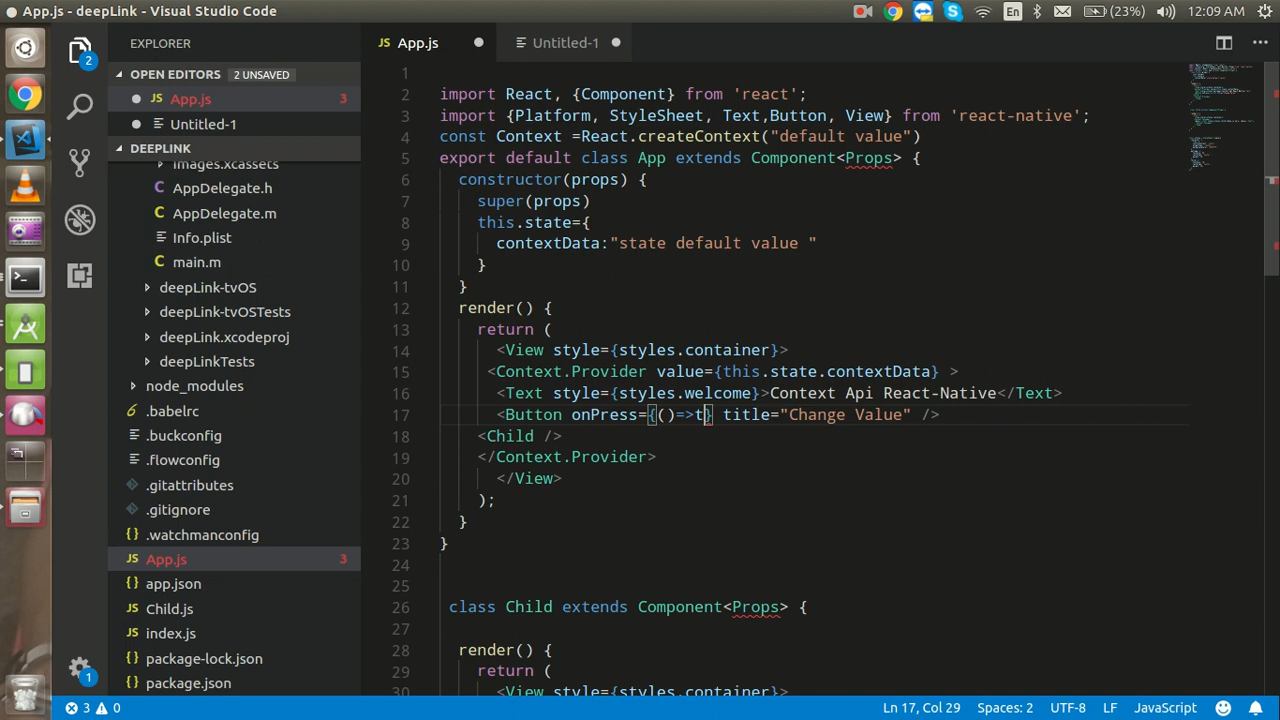 App.js - deepLink - Visual Studio Code
En
(23%)
12:09 AM
EXPLORER
JS App.js
Untitled-1
2
OPEN EDITORS 2 UNSAVED
JS App.js 3
Untitled-1
DEEPLINK
Images.xcassets
AppDelegate.h
AppDelegate.m
Info.plist
main.m
deepLink-tvOS
deepLink-tvOSTests
deepLink.xcodeproj
deepLinkTests
node_modules
.babelrc
.buckconfig
.flowconfig
.gitattributes
.gitignore
.watchmanconfig
JS App.js 3
{} app.json
JS Child.js
JS index.js
{} package-lock.json
{} package.json
1
1
2 import React, {Component} from 'react';
3 import {Platform, StyleSheet, Text,Button, View} from 'react-native';
4 const Context =React.createContext("default value")
5 export default class App extends Component<Props> {
6 constructor(props) {
7 super(props)
8 this.state={
9 contextData:"state default value "
10 }
11 }
12 render() {
13 return (
14 <View style={styles.container}>
15 <Context.Provider value={this.state.contextData} >
16 <Text style={styles.welcome}>Context Api React-Native</Text>
17 <Button onPress={()=>t} title="Change Value" />
18 <Child />
19 </Context.Provider>
20 </View>
21 );
22 }
23 }
24
25
26 class Child extends Component<Props> {
27
28 render() {
29 return (
30 <View style={styles.container}>
3 0
Ln 17, Col 29
Spaces: 2
UTF-8
LF
JavaScript